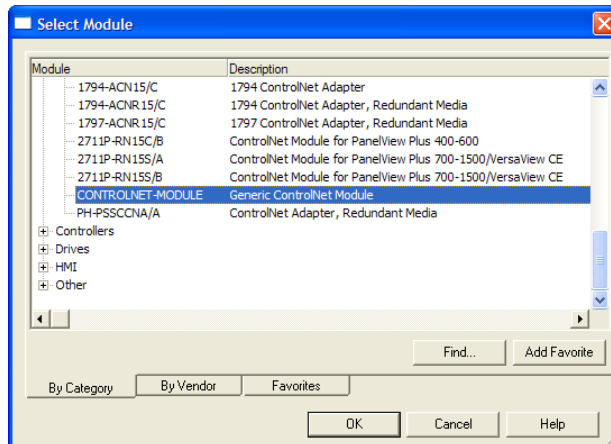 Select Module
Module Description
1794-ACN15/C 1794 ControlNet Adapter
1794-ACNR15/C 1794 ControlNet Adapter, Redundant Media
1797-ACNR15/C 1797 ControlNet Adapter, Redundant Media
2711P-RN15C/B ControlNet Module for PanelView Plus 400-600
2711P-RN15S/A ControlNet Module for PanelView Plus 700-1500/VersaView CE
2711P-RN15S/B ControlNet Module for PanelView Plus 700-1500/VersaView CE
CONTROLNET-MODULE Generic ControlNet Module
PH-PSSCCNA/A ControlNet Adapter, Redundant Media
Controllers
Drives
HMI
Other
Find... Add Favorite
By Category By Vendor Favorites
OK Cancel Help